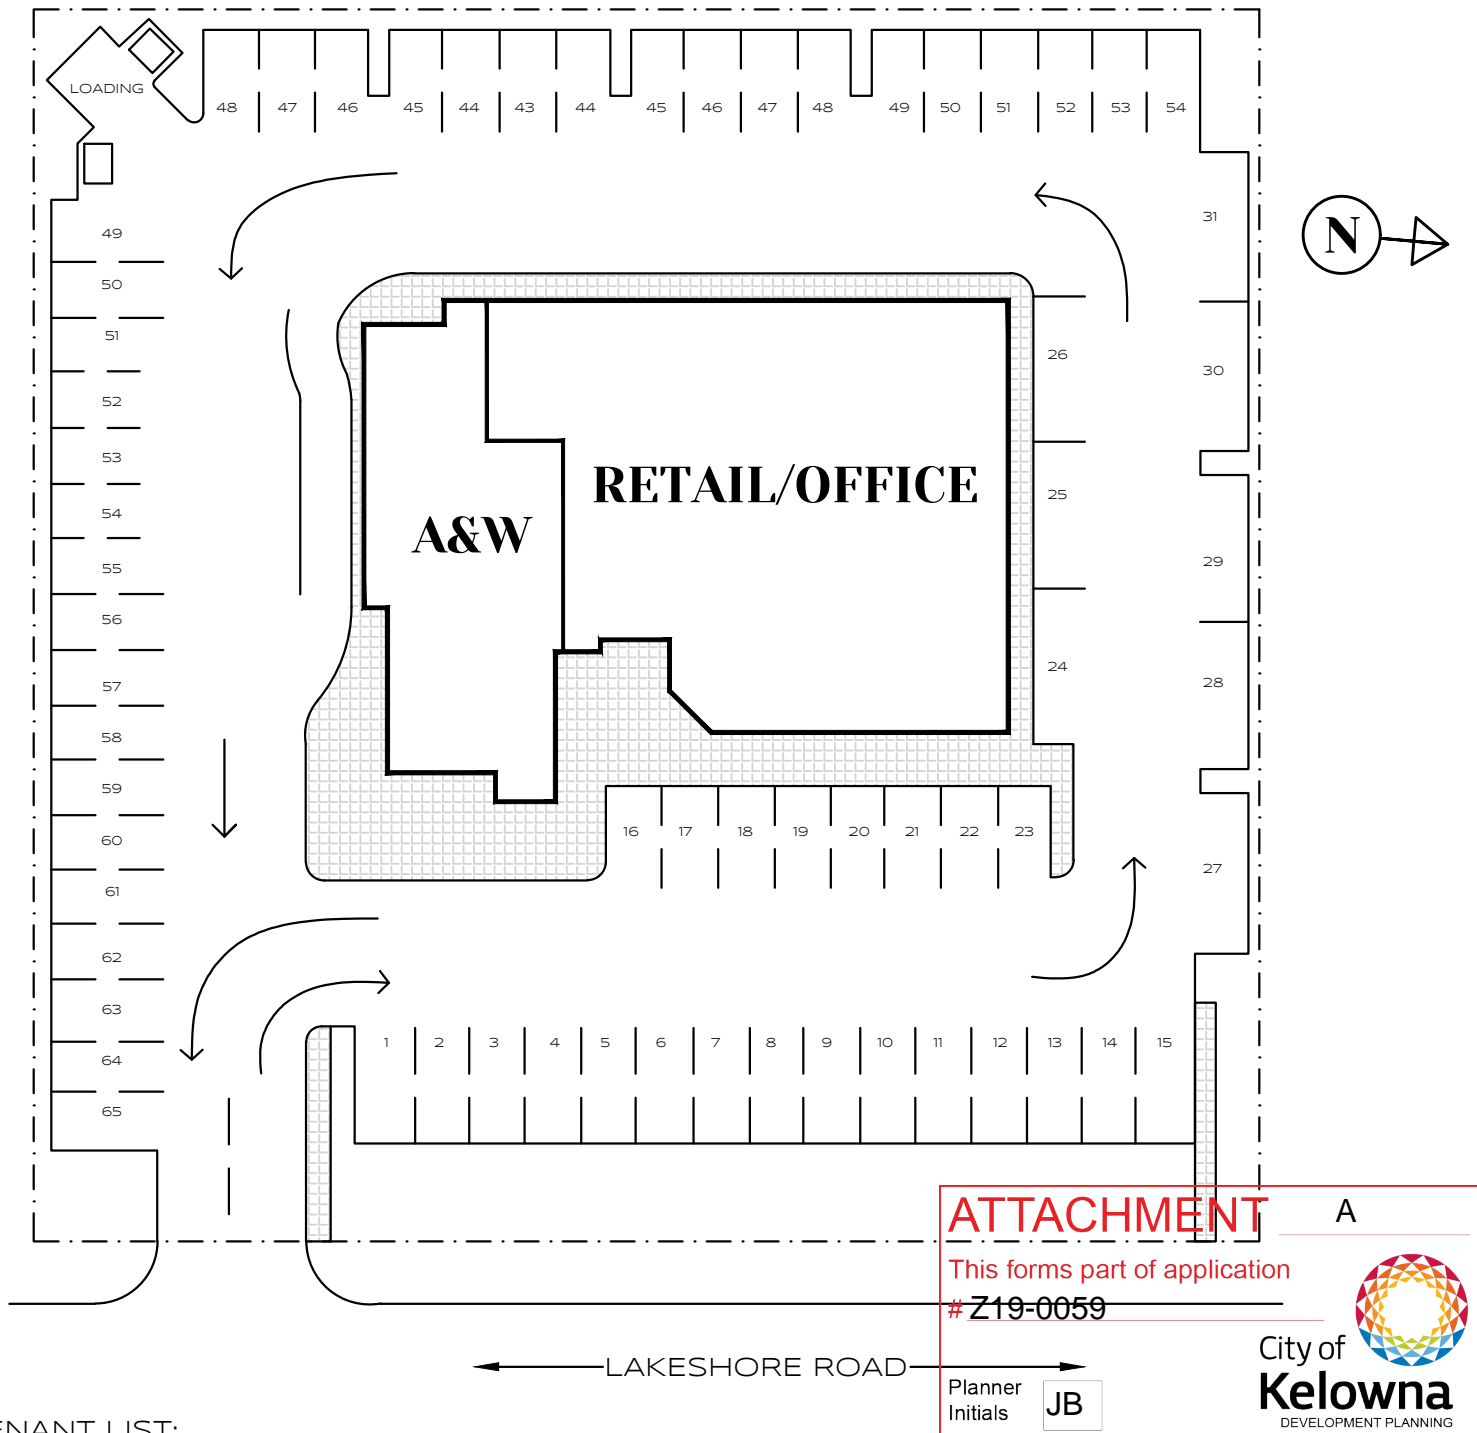 LOADING
48 47 46 45 44 43 44 45 46 47 48 49 50 51 52 53 54
49
50
51
52
53
54
55
56
57
58
59
60
61
62
63
64
65
31
30
29
28
27
N
26
25
24
RETAIL/OFFICE
A&W
16 17 18 19 20 21 22 23
1 2 3 4 5 6 7 8 9 10 11 12 13 14 15
LAKESHORE ROAD
ATTACHMENT A
This forms part of application
# Z19-0059
Planner
Initials JB
City of
Kelowna
DEVELOPMENT PLANNING
ENANT LIST: